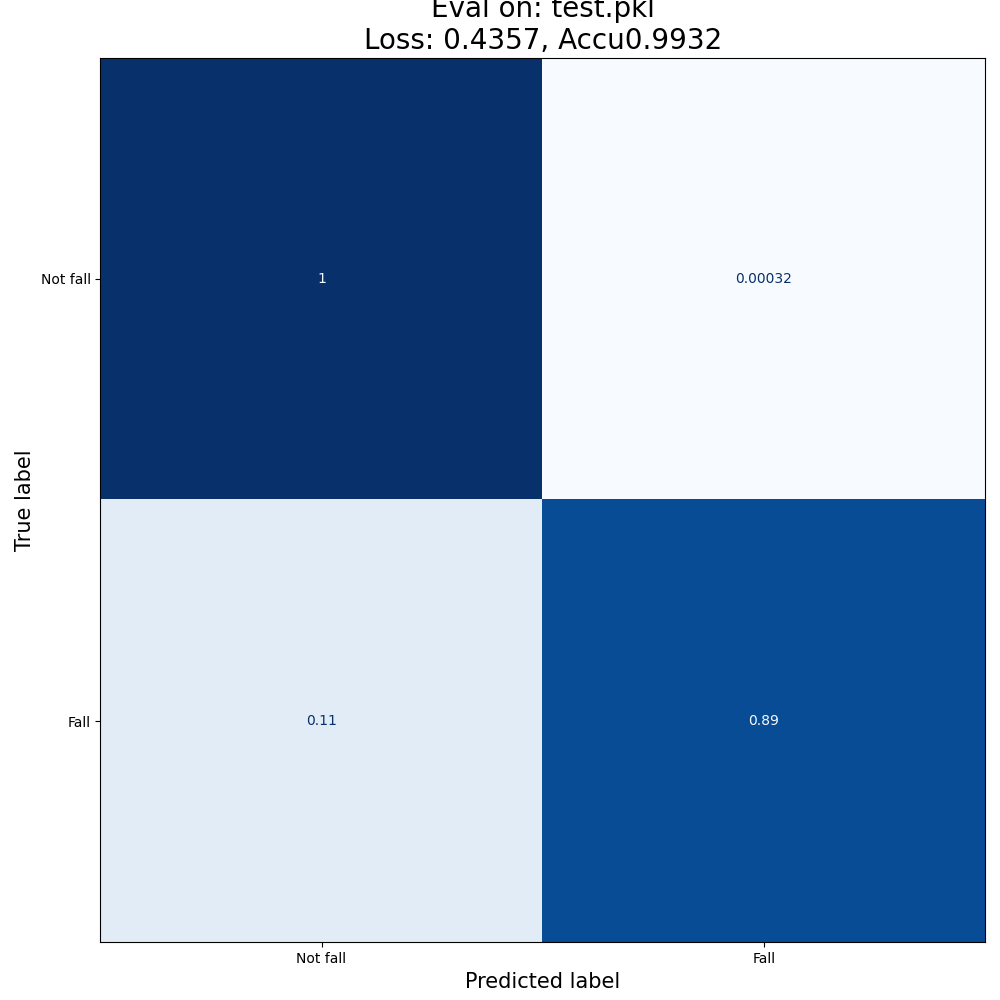 Eval on: test.pkl
Loss: 0.4357, Accu0.9932
True label
Not fall
1
0.00032
Fall
0.11
0.89
Not fall
Fall
Predicted label